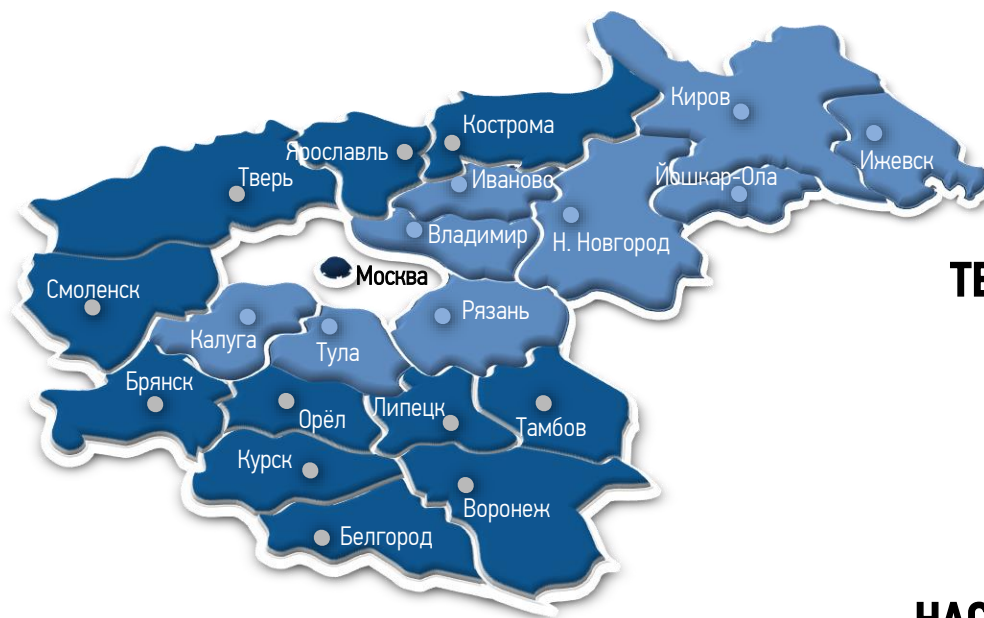 Киров
Кострома
Ярославль
Ижевск
Иваново
Йошкар-Ола
Тверь
Владимир
Н. Новгород
Москва
ТЕ
Смоленск
Рязань
Калуга
Тула
Брянск
Орёл
Липецк
Тамбов
Курск
Воронеж
Белгород